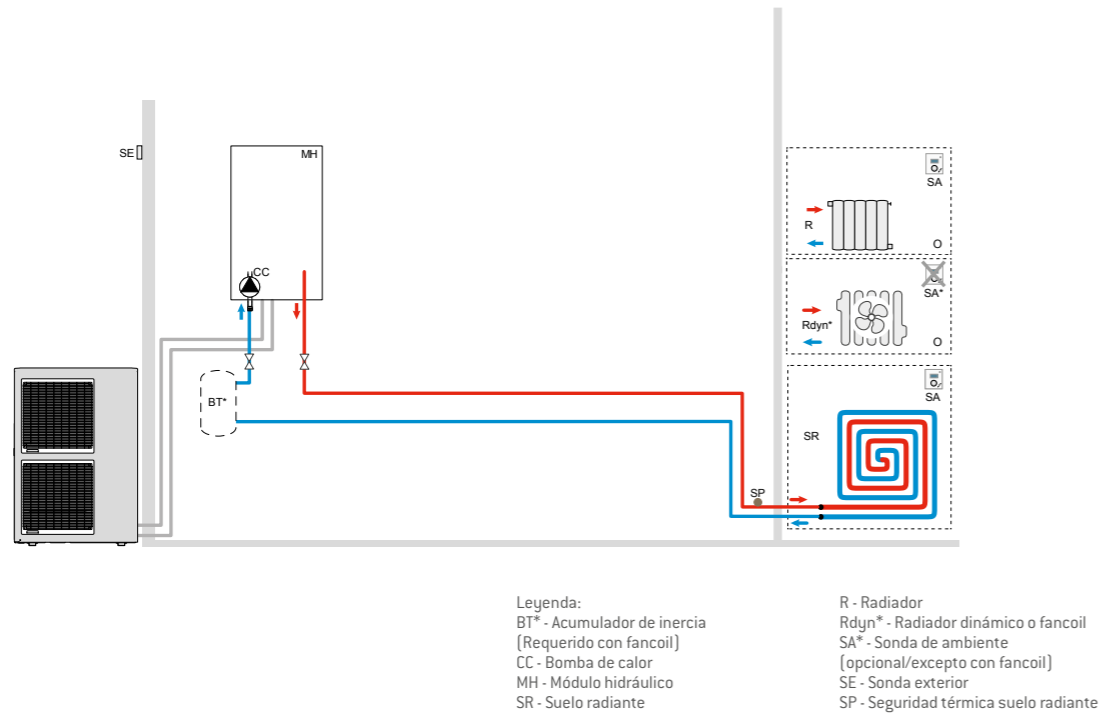 SE
MH
CC
BT*
SP
SA
R
O
SA*
Rdyn*
O
SA
SR
Leyenda:
BT* - Acumulador de inercia
(Requerido con fancoil)
CC - Bomba de calor
MH - Módulo hidráulico
SR - Suelo radiante
R - Radiador
Rdyn* - Radiador dinámico o fancoil
SA* - Sonda de ambiente
(opcional/excepto con fancoil)
SE - Sonda exterior
SP - Seguridad térmica suelo radiante